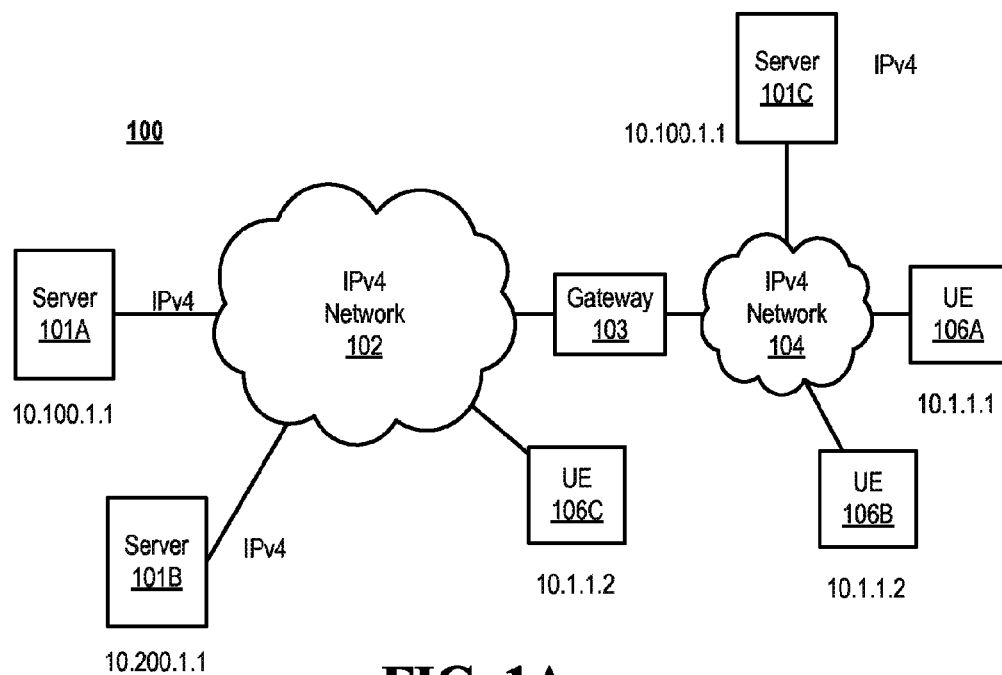 Server
101C
IPv4
10.100.1.1
100
Server
101A
IPv4
10.100.1.1
IPv4
Network
102
Gateway
103
IPv4
Network
104
UE
106A
10.1.1.1
Server
101B
IPv4
10.200.1.1
UE
106C
10.1.1.2
UE
106B
10.1.1.2
FIG. 1A